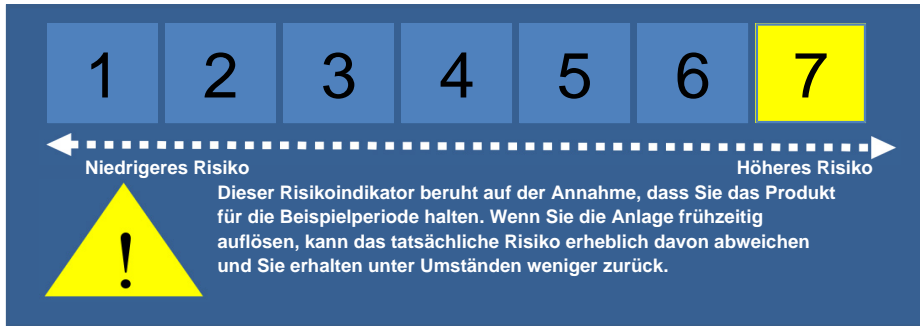 1 2 3 4 5 6 7
Niedrigeres Risiko Höheres Risiko
Dieser Risikoindikator beruht auf der Annahme, dass Sie das Produkt
für die Beispielperiode halten. Wenn Sie die Anlage frühzeitig
auflösen, kann das tatsächliche Risiko erheblich davon abweichen
und Sie erhalten unter Umständen weniger zurück.
!